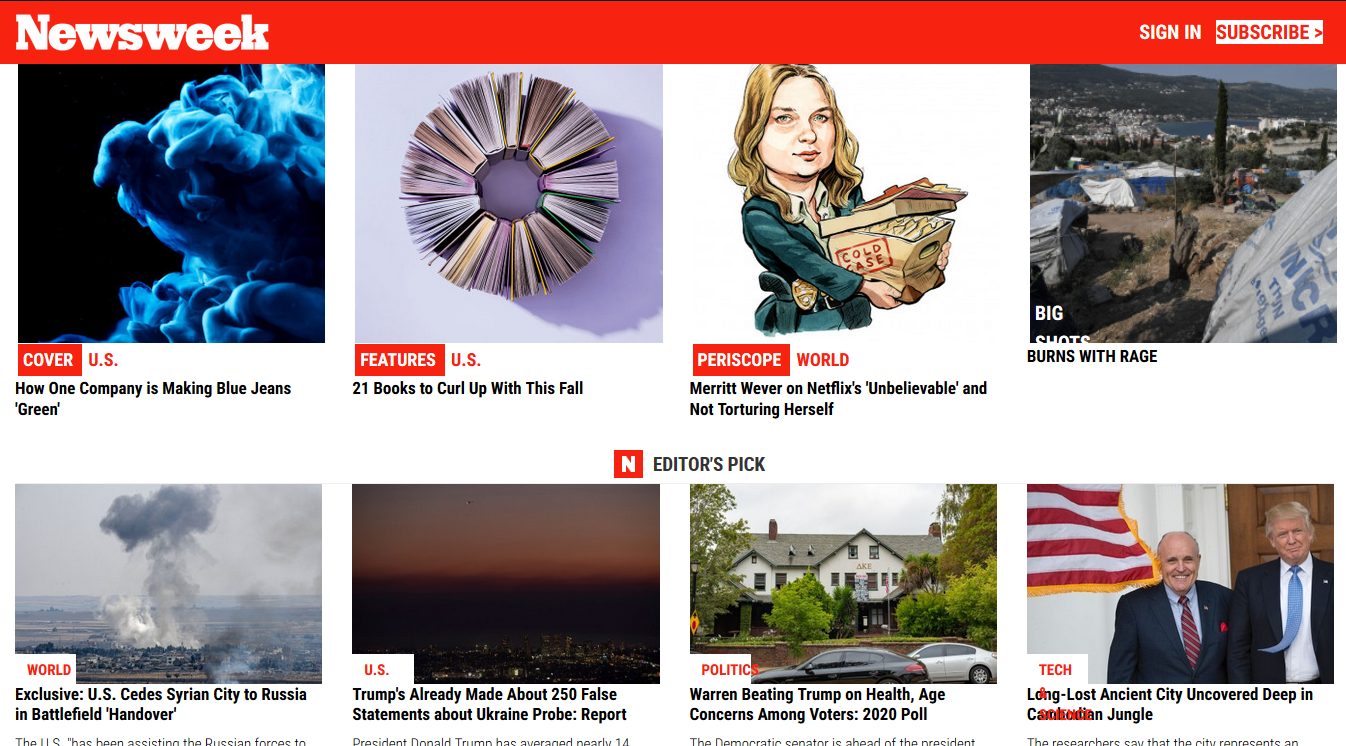 Newsweek
SIGN IN SUBSCRIBE >
COLD
CASE
BIG
SHOTS
COVER U.S.
FEATURES U.S.
PERISCOPE WORLD
BURNS WITH RAGE
How One Company is Making Blue Jeans
'Green'
21 Books to Curl Up With This Fall
Merritt Wever on Netflix's 'Unbelievable' and
Not Torturing Herself
N EDITOR'S PICK
ΔΚΕ
WORLD
U.S.
POLITICS
TECH
&
SCIENCE
Exclusive: U.S. Cedes Syrian City to Russia
in Battlefield 'Handover'
Trump's Already Made About 250 False
Statements about Ukraine Probe: Report
Warren Beating Trump on Health, Age
Concerns Among Voters: 2020 Poll
Long-Lost Ancient City Uncovered Deep in
Cambodian Jungle
The U.S. "has been assisting the Russian forces to
President Donald Trump has averaged nearly 14
The Democratic senator is ahead of the president
The researchers say that the city represents an